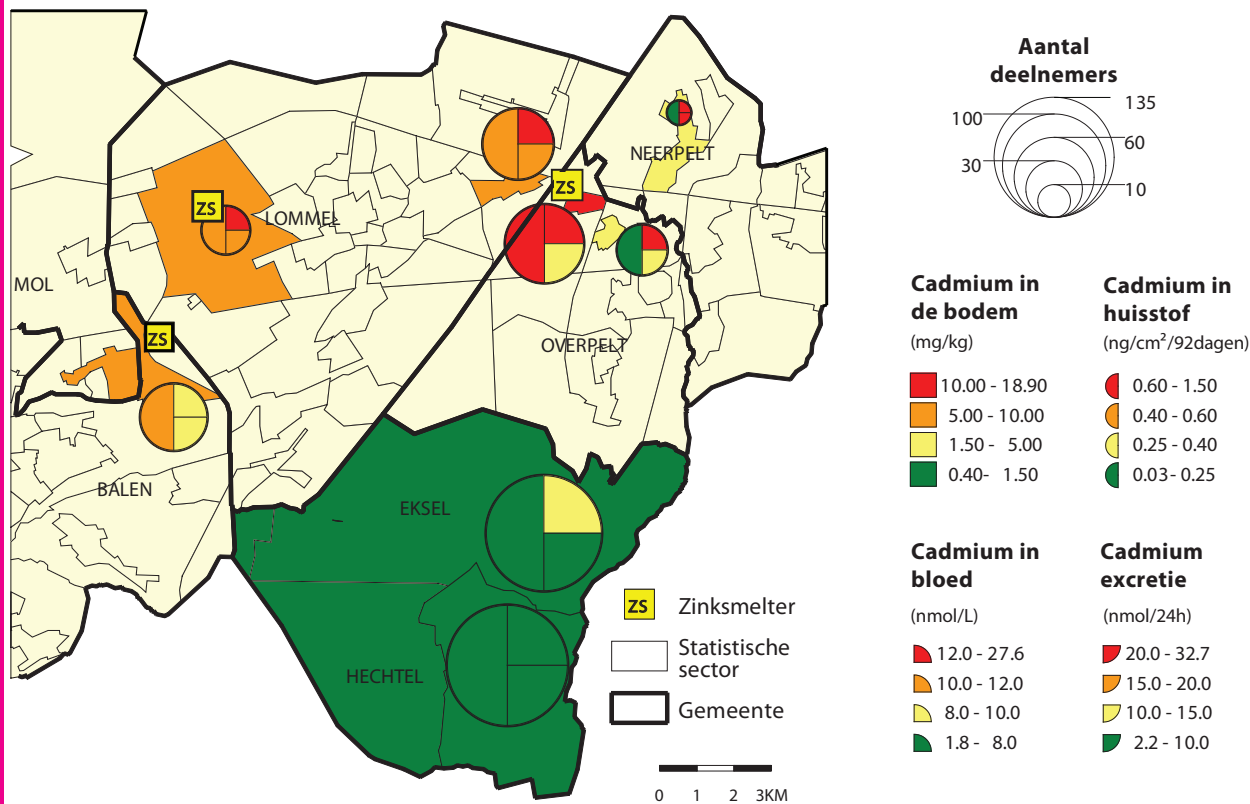 ZS
NEERPELT
ZS
LOMMEL
MOL
ZS
OVERPELT
BALEN
EKSEL
HECHTEL
ZS Zinksmelter
Statistische
sector
Gemeente
0 1 2 3KM
Aantal
deelnemers
135
100
60
30
10
Cadmium in
de bodem
(mg/kg)
10.00 - 18.90
5.00 - 10.00
1.50 - 5.00
0.40- 1.50
Cadmium in
huisstof
(ng/cm²/92dagen)
0.60 - 1.50
0.40 - 0.60
0.25 - 0.40
0.03 - 0.25
Cadmium in
bloed
(nmol/L)
12.0 - 27.6
10.0 - 12.0
8.0 - 10.0
1.8 - 8.0
Cadmium
excretie
(nmol/24h)
20.0 - 32.7
15.0 - 20.0
10.0 - 15.0
2.2 - 10.0